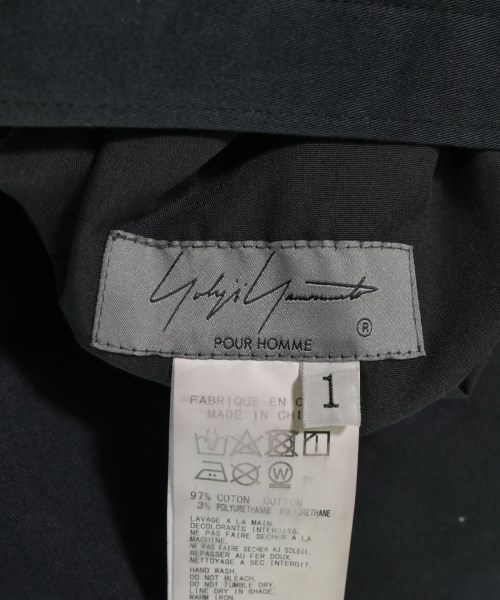 Yohji Yamamoto
®
POUR HOMME
1
FABRIQUE EN C
MADE IN CHI
W
97% COTON COTTON
3% POLYURETHANNE POLYURETHANE
LAVAGE A LA MAIN.
DECOLORANTS INTERDITS.
NE PAS FAIRE SECHER A LA
MACHINE.
NE PAS FAIRE SECHER AU SOLEIL.
REPASSER AU FER DOUX.
NETTOYAGE A SEC INTERDIT.
HAND WASH.
DO NOT BLEACH.
DO NOT TUMBLE DRY.
LINE DRY IN SHADE.
WARM IRON.